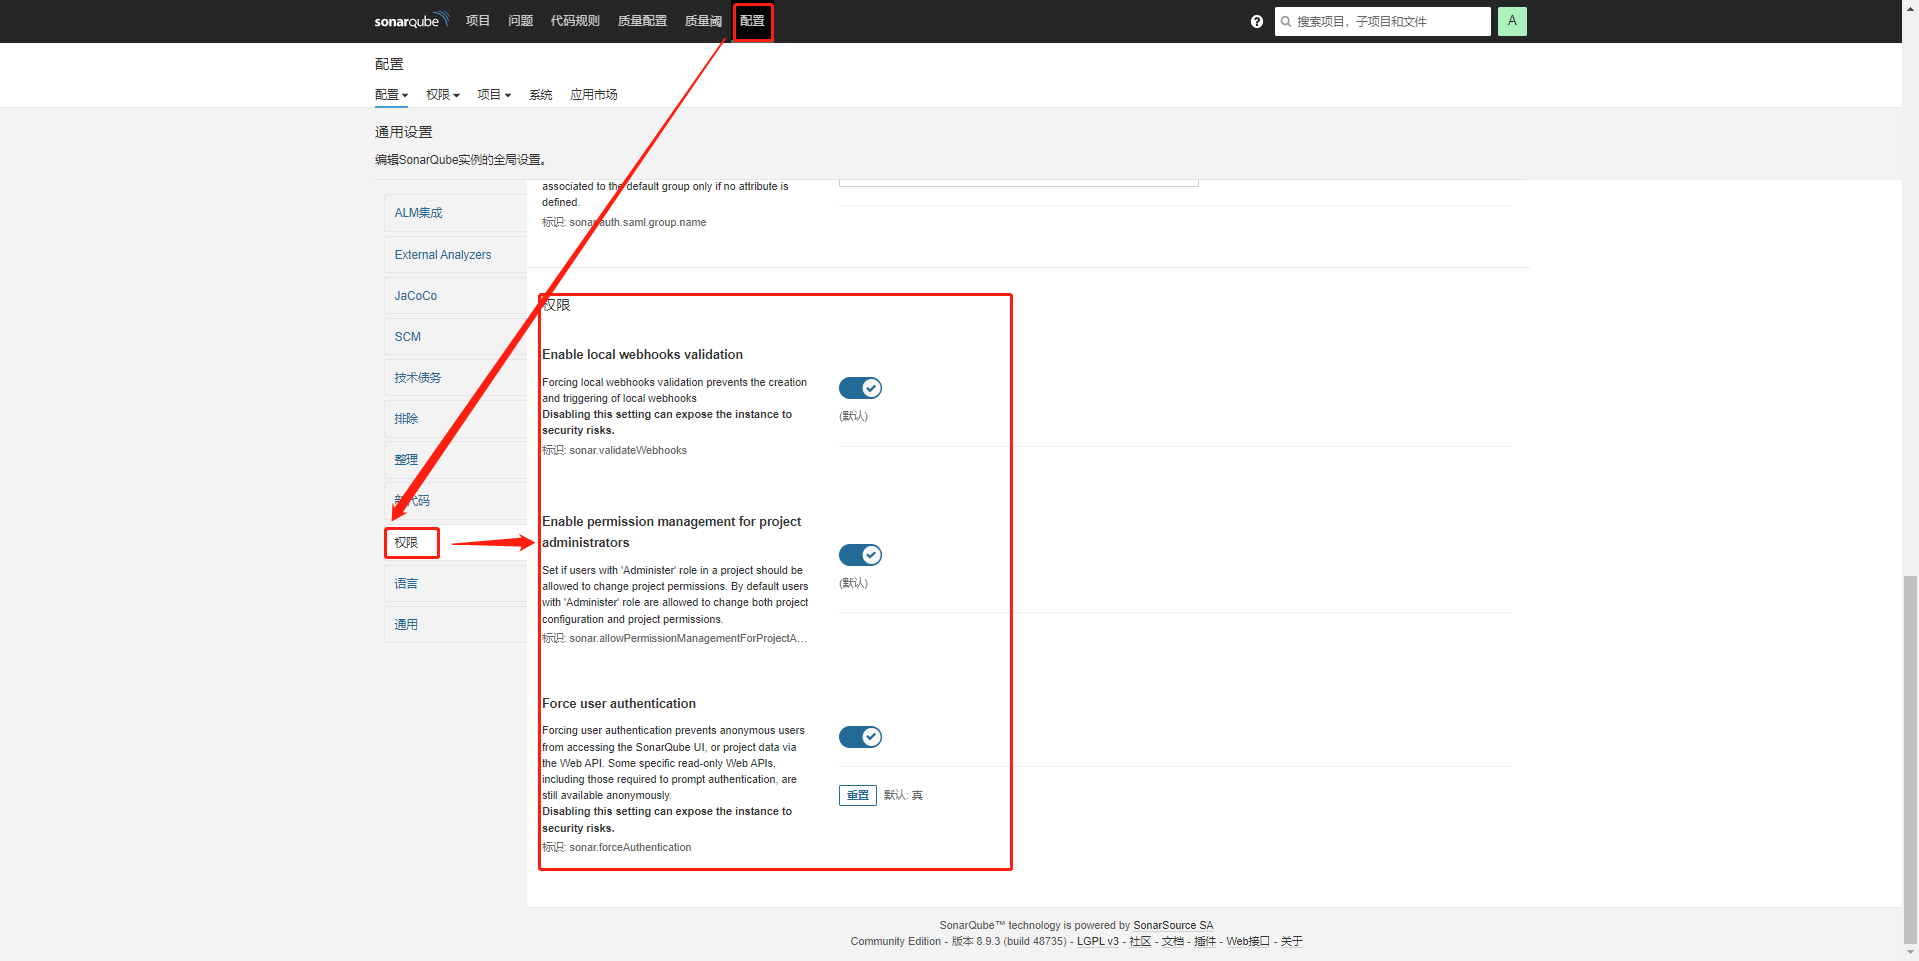 sonarqube 项目 问题 代码规则 质量配置 质量阈 配置 搜索项目，子项目和文件 A
配置
配置 权限 项目 系统 应用市场
通用设置
编辑SonarQube实例的全局设置。
ALM集成
External Analyzers
JaCoCo
SCM
技术债务
排除
整理
新代码
权限
语言
通用
associated to the default group only if no attribute is
defined.
标识: sonar.auth.saml.group.name
权限
Enable local webhooks validation
Forcing local webhooks validation prevents the creation
and triggering of local webhooks
Disabling this setting can expose the instance to
security risks.
标识: sonar.validateWebhooks
(默认)
Enable permission management for project
administrators
Set if users with 'Administer' role in a project should be
allowed to change project permissions. By default users
with 'Administer' role are allowed to change both project
configuration and project permissions.
标识: sonar.allowPermissionManagementForProjectA...
(默认)
Force user authentication
Forcing user authentication prevents anonymous users
from accessing the SonarQube UI, or project data via
the Web API. Some specific read-only Web APIs,
including those required to prompt authentication, are
still available anonymously.
Disabling this setting can expose the instance to
security risks.
标识: sonar.forceAuthentication
重置 默认: 真
SonarQube™ technology is powered by SonarSource SA
Community Edition - 版本 8.9.3 (build 48735) - LGPL v3 - 社区 - 文档 - 插件 - Web接口 - 关于